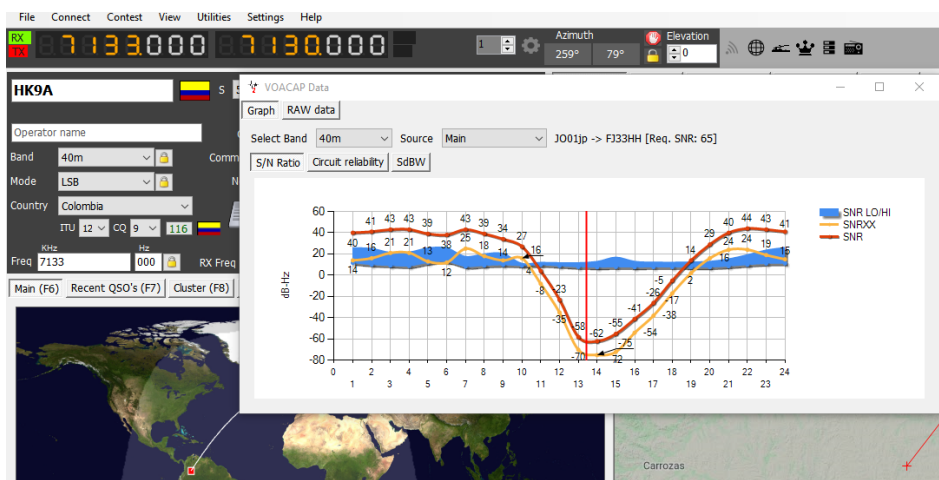 File Connect Contest View Utilities Settings Help
RX
TX
7133.000 7130.000
1
Azimuth Elevation
259° 79° 0
HK9A
S
VOACAP Data
Graph RAW data
Operator name
Select Band 40m Source Main JO01jp -> FJ33HH [Req. SNR: 65]
Band 40m Comm
S/N Ratio Circuit reliability SdBW
Mode LSB N
Country Colombia
ITU 12 CQ 9 116
KHz Hz
Freq 7133 000 RX Freq
Main (F6) Recent QSO's (F7) Cluster (F8)
SNR LO/HI
SNRXX
SNR
dB-Hz
60
40
20
0
-20
-40
-60
-80
41 43 43 39 43 39 34 27
40 16 21 21 13 38 25 18 14 16
14 12 4
-8 -23 -35 -58 -70 -62 -55 -75 -72 -41 -54 -26 -38 -5 -17 14 2
29 40 44 43 41
16 24 24 19 15
0 2 4 6 8 10 12 14 16 18 20 22 24
1 3 5 7 9 11 13 15 17 19 21 23
Carrozas